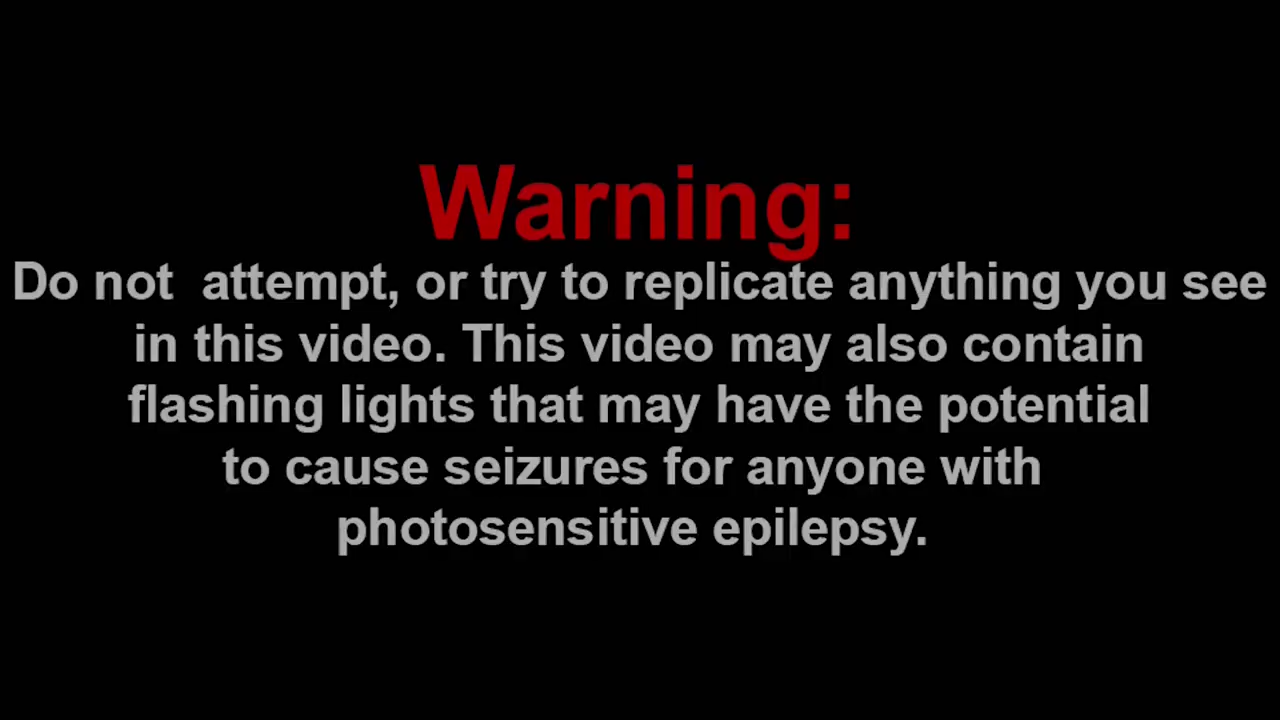 Warning:
Do not  attempt, or try to replicate anything you see
in this video. This video may also contain
flashing lights that may have the potential
to cause seizures for anyone with
photosensitive epilepsy.